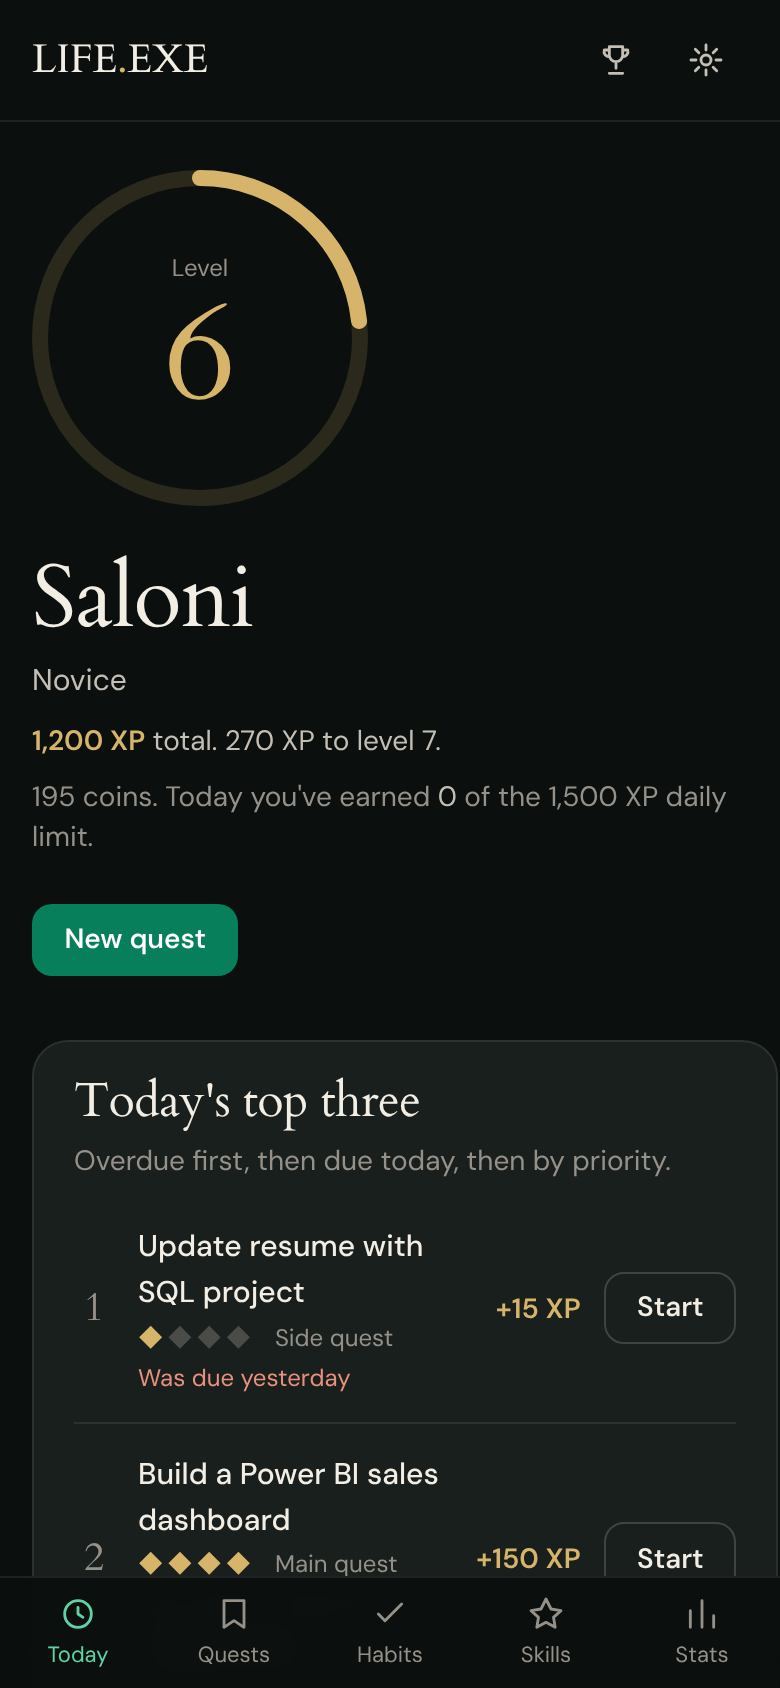 LIFE.EXE
Level
6
Saloni
Novice
1,200 XP total. 270 XP to level 7.
195 coins. Today you've earned 0 of the 1,500 XP daily
limit.
New quest
Today's top three
Overdue first, then due today, then by priority.
Update resume with
SQL project
1
+15 XP
Start
Side quest
Was due yesterday
Build a Power BI sales
dashboard
2
+150 XP
Start
Main quest
Today
Quests
Habits
Skills
Stats